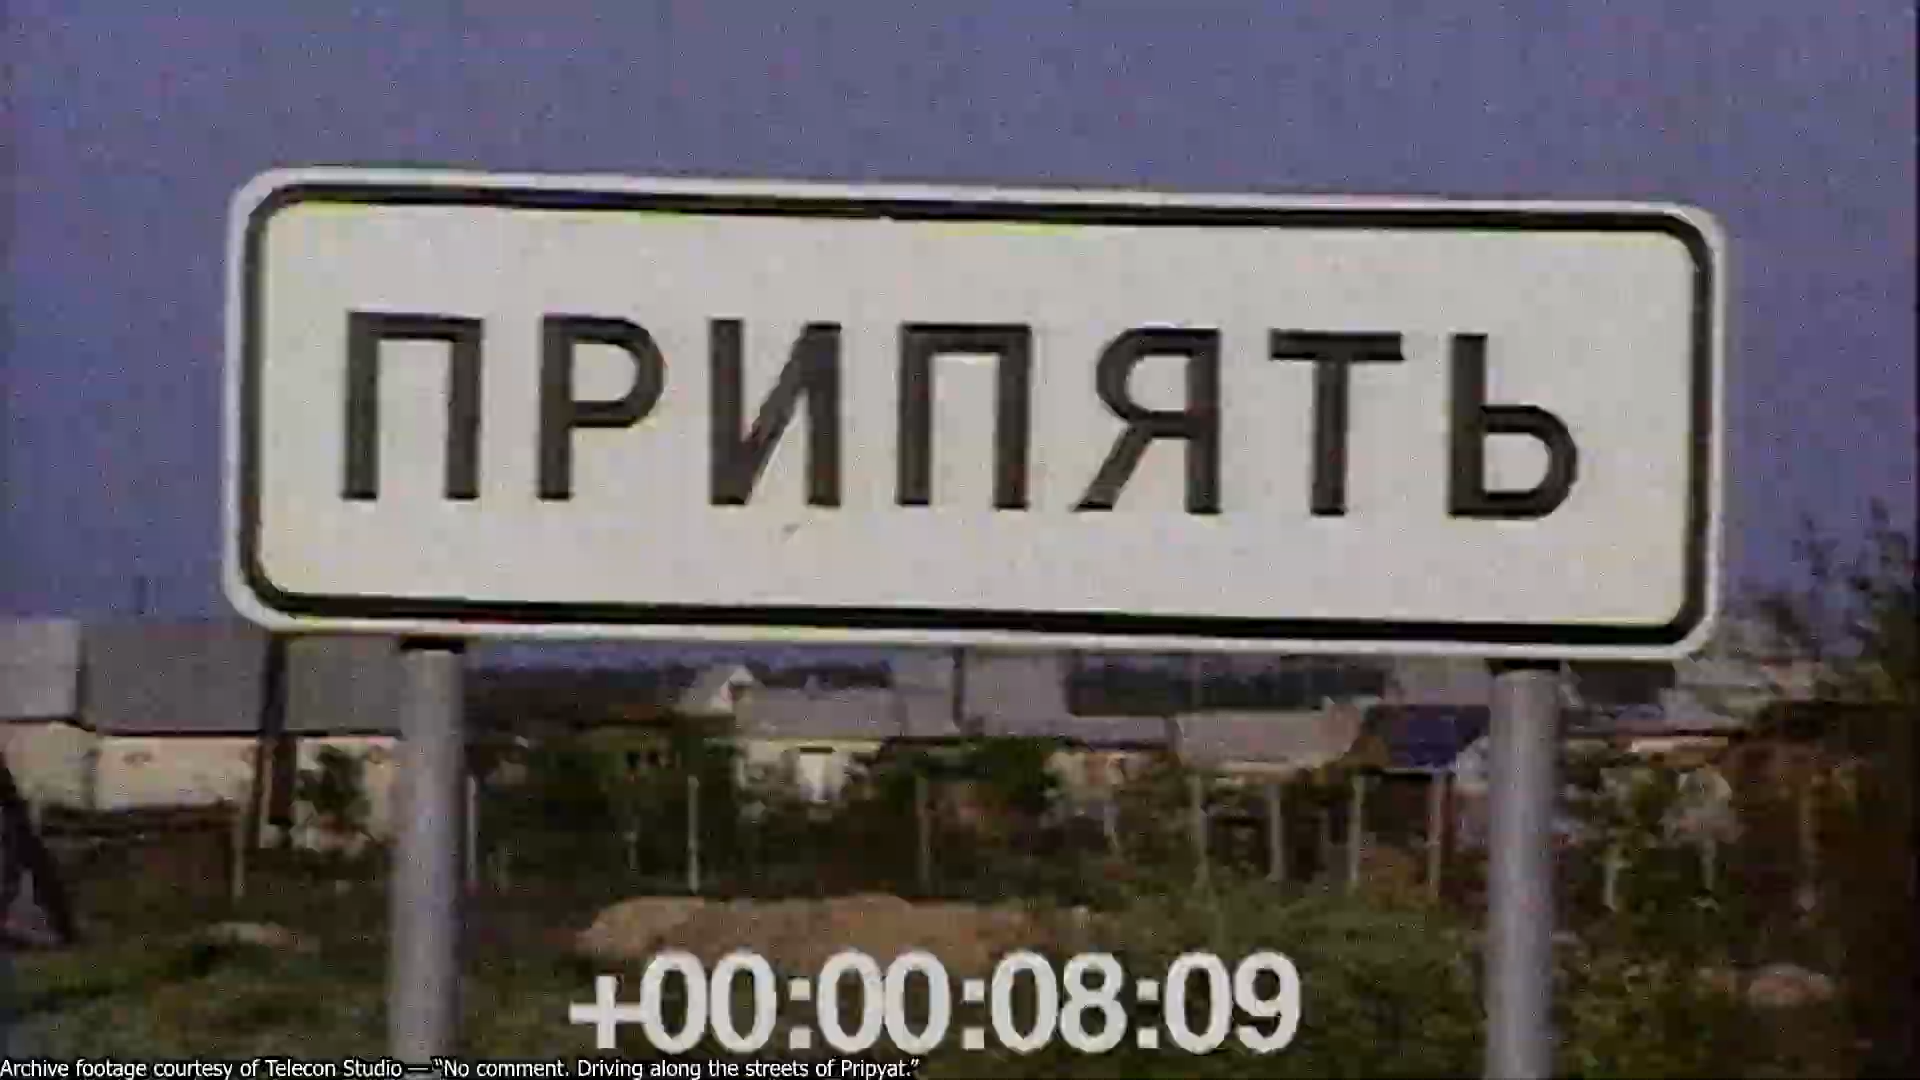 ПРИПЯТЬ
+00:00:08:09
Archive footage courtesy of Telecon Studio — “No comment. Driving along the streets of Pripyat.”